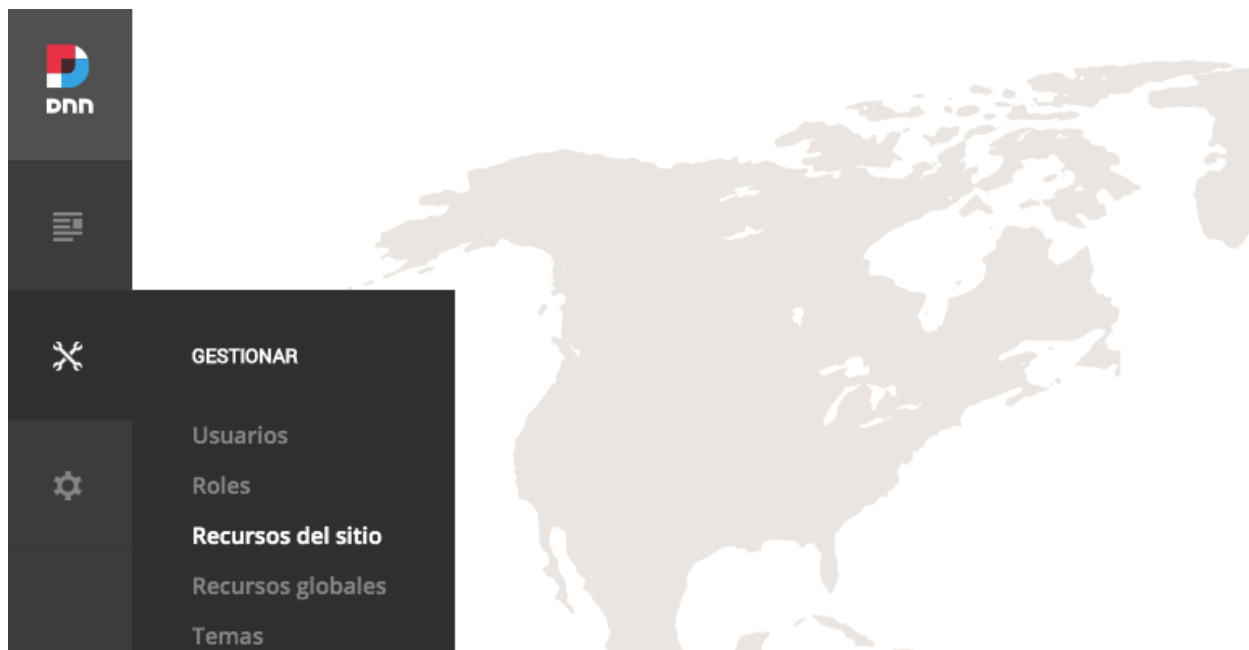 DNN
GESTIONAR
Usuarios
Roles
Recursos del sitio
Recursos globales
Temas